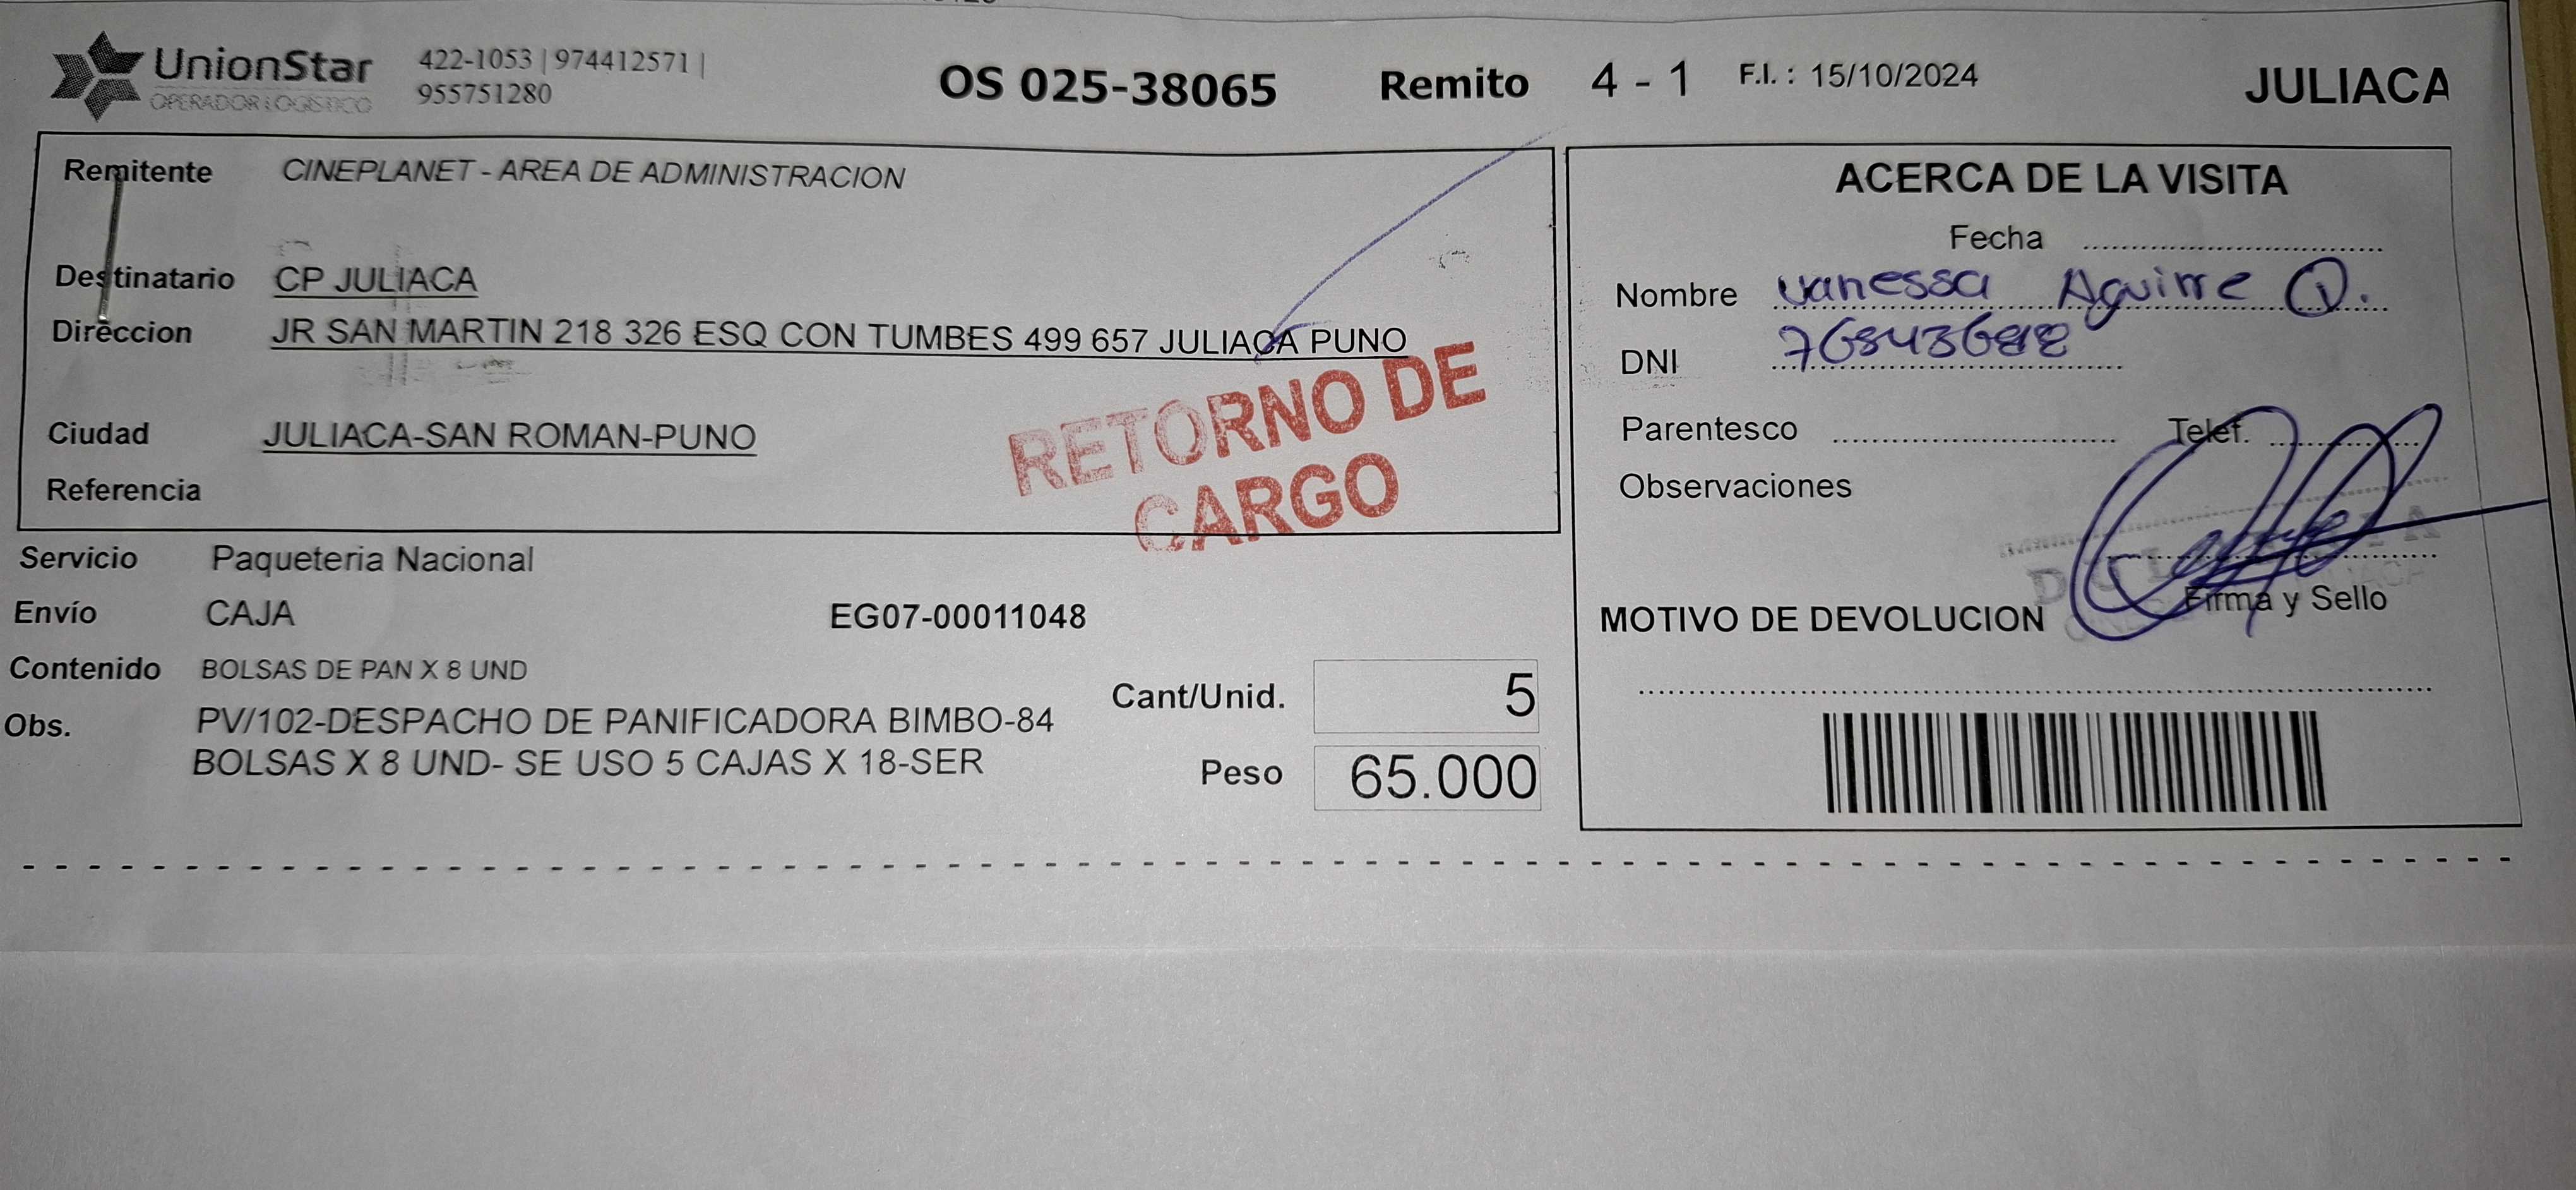 UnionStar
OPERADOR LOGISTICO
422-1053 | 974412571 |
955751280
OS 025-38065 Remito 4 - 1 F.I. : 15/10/2024 JULIACA
Remitente CINEPLANET - AREA DE ADMINISTRACION
Destinatario CP JULIACA
Direccion JR SAN MARTIN 218 326 ESQ CON TUMBES 499 657 JULIACA PUNO
Ciudad JULIACA-SAN ROMAN-PUNO
Referencia
RETORNO DE
CARGO
Servicio Paqueteria Nacional
Envío CAJA EG07-00011048
Contenido BOLSAS DE PAN X 8 UND
Cant/Unid. 5
Obs. PV/102-DESPACHO DE PANIFICADORA BIMBO-84
BOLSAS X 8 UND- SE USO 5 CAJAS X 18-SER
Peso 65.000
ACERCA DE LA VISITA
Fecha
Nombre Vanessa Aguirre
DNI
Parentesco Telef.
Observaciones
Firma y Sello
MOTIVO DE DEVOLUCION